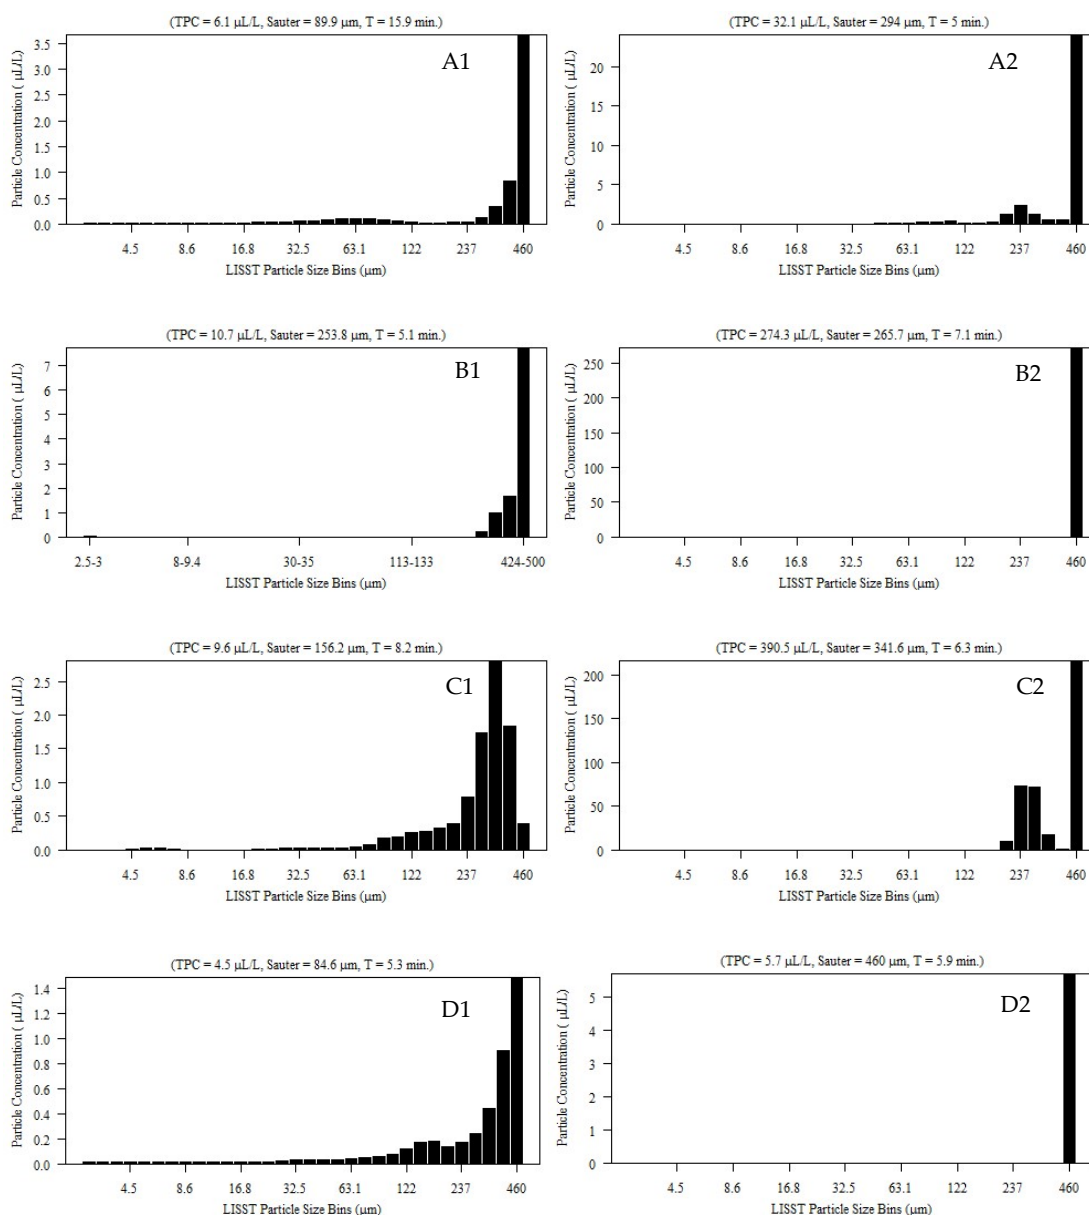 (TPC = 6.1 µL/L, Sauter = 89.9 µm, T = 15.9 min.)
A1
Particle Concentration ( µL/L)
3.5
3.0
2.5
2.0
1.5
1.0
0.5
0.0
4.5 8.6 16.8 32.5 63.1 122 237 460
LISST Particle Size Bins (µm)
(TPC = 32.1 µL/L, Sauter = 294 µm, T = 5 min.)
A2
Particle Concentration ( µL/L)
20
15
10
5
0
4.5 8.6 16.8 32.5 63.1 122 237 460
LISST Particle Size Bins (µm)
(TPC = 10.7 µL/L, Sauter = 253.8 µm, T = 5.1 min.)
B1
Particle Concentration ( µL/L)
7
6
5
4
3
2
1
0
2.5-3 8-9.4 30-35 113-133 424-500
LISST Particle Size Bins (µm)
(TPC = 274.3 µL/L, Sauter = 265.7 µm, T = 7.1 min.)
B2
Particle Concentration ( µL/L)
250
200
150
100
50
0
4.5 8.6 16.8 32.5 63.1 122 237 460
LISST Particle Size Bins (µm)
(TPC = 9.6 µL/L, Sauter = 156.2 µm, T = 8.2 min.)
C1
Particle Concentration ( µL/L)
2.5
2.0
1.5
1.0
0.5
0.0
4.5 8.6 16.8 32.5 63.1 122 237 460
LISST Particle Size Bins (µm)
(TPC = 390.5 µL/L, Sauter = 341.6 µm, T = 6.3 min.)
C2
Particle Concentration ( µL/L)
200
150
100
50
0
4.5 8.6 16.8 32.5 63.1 122 237 460
LISST Particle Size Bins (µm)
(TPC = 4.5 µL/L, Sauter = 84.6 µm, T = 5.3 min.)
D1
Particle Concentration ( µL/L)
1.4
1.2
1.0
0.8
0.6
0.4
0.2
0.0
4.5 8.6 16.8 32.5 63.1 122 237 460
LISST Particle Size Bins (µm)
(TPC = 5.7 µL/L, Sauter = 460 µm, T = 5.9 min.)
D2
Particle Concentration ( µL/L)
5
4
3
2
1
0
4.5 8.6 16.8 32.5 63.1 122 237 460
LISST Particle Size Bins (µm)